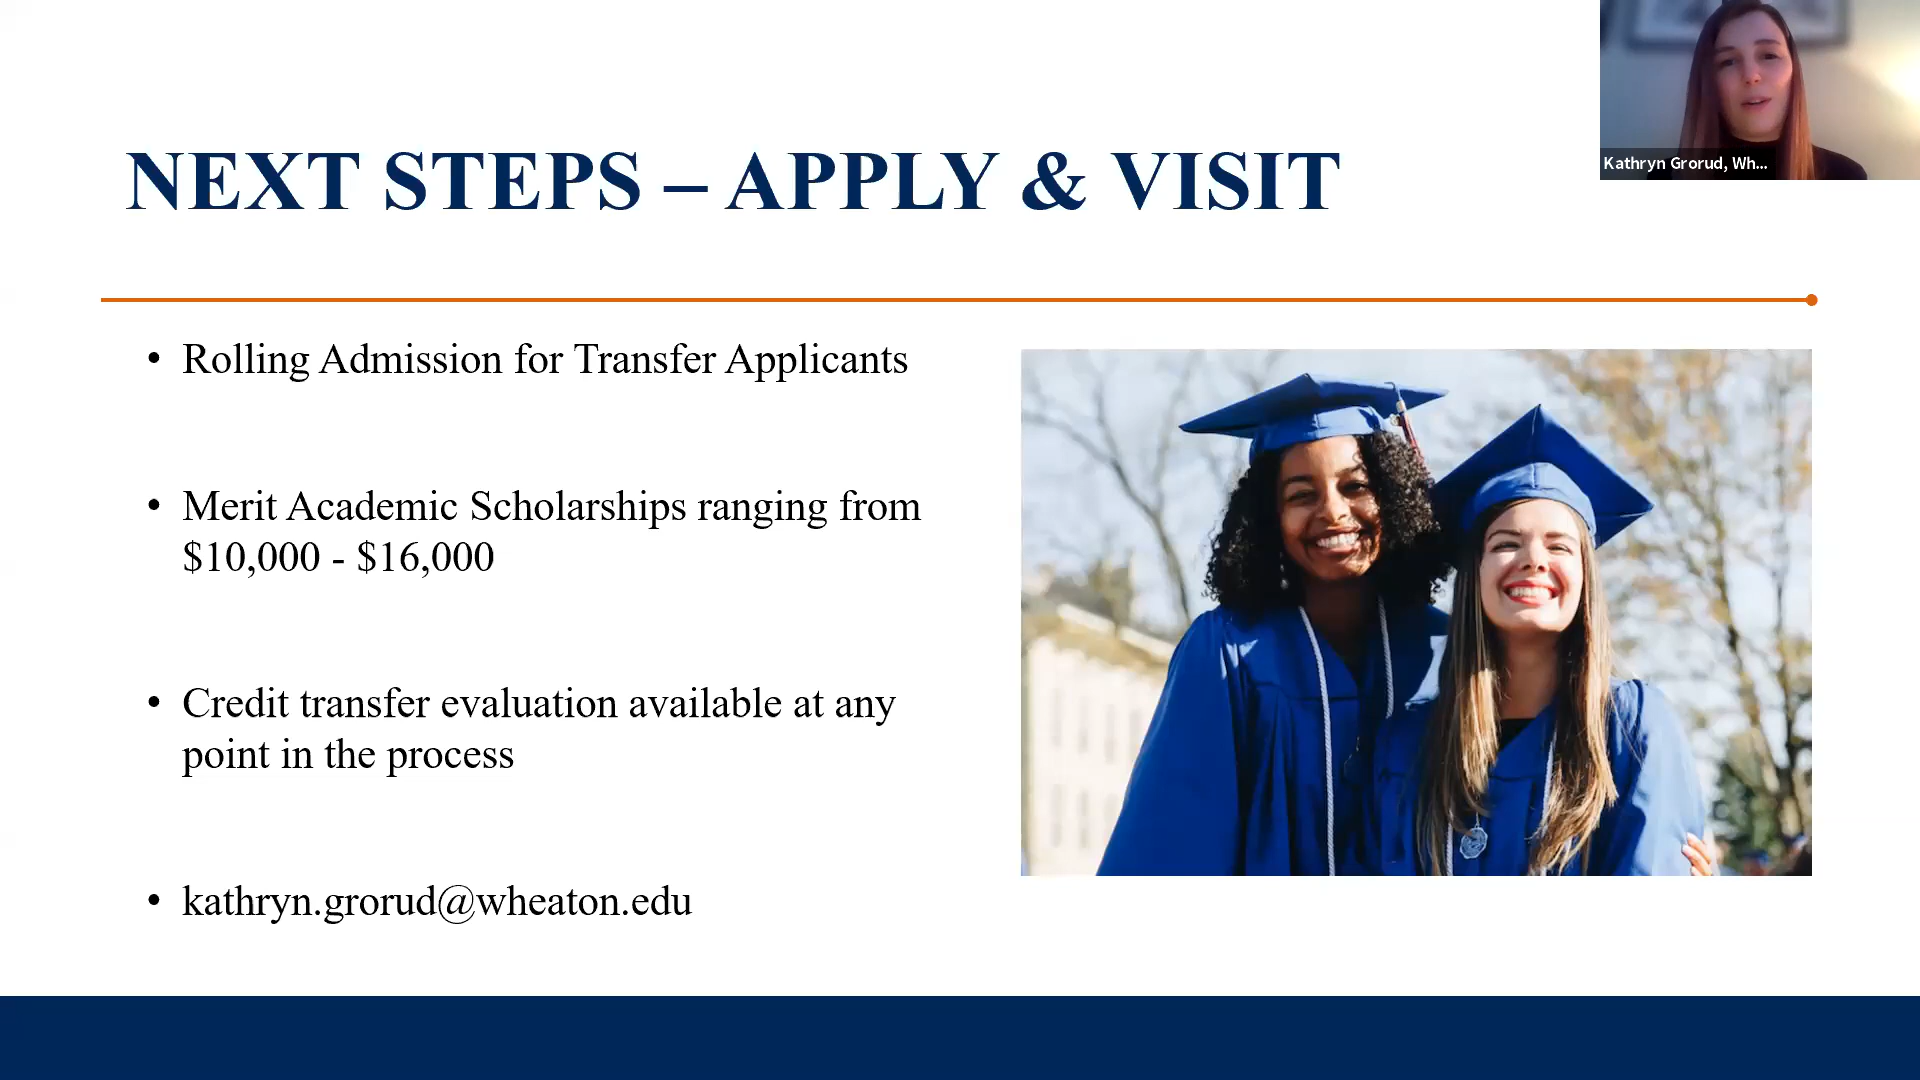 NEXT STEPS – APPLY & VISIT
Kathryn Grorud, Wh...
• Rolling Admission for Transfer Applicants
• Merit Academic Scholarships ranging from
$10,000 - $16,000
• Credit transfer evaluation available at any
point in the process
• kathryn.grorud@wheaton.edu